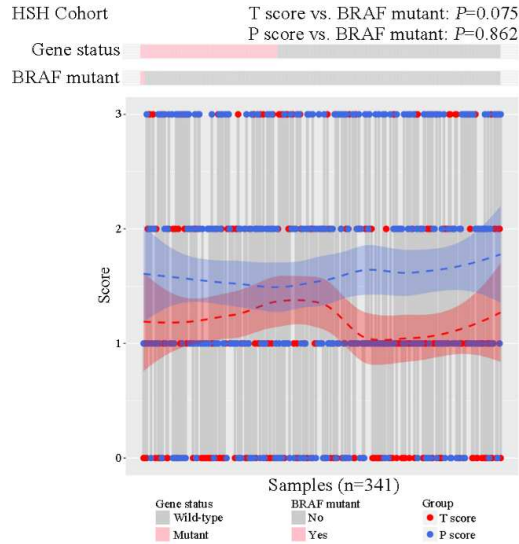 HSH Cohort
T score vs. BRAF mutant: P=0.075
P score vs. BRAF mutant: P=0.862
Gene status
BRAF mutant
3
2
Score
1
0
Samples (n=341)
Gene status BRAF mutant Group
Wild-type No T score
Mutant Yes P score